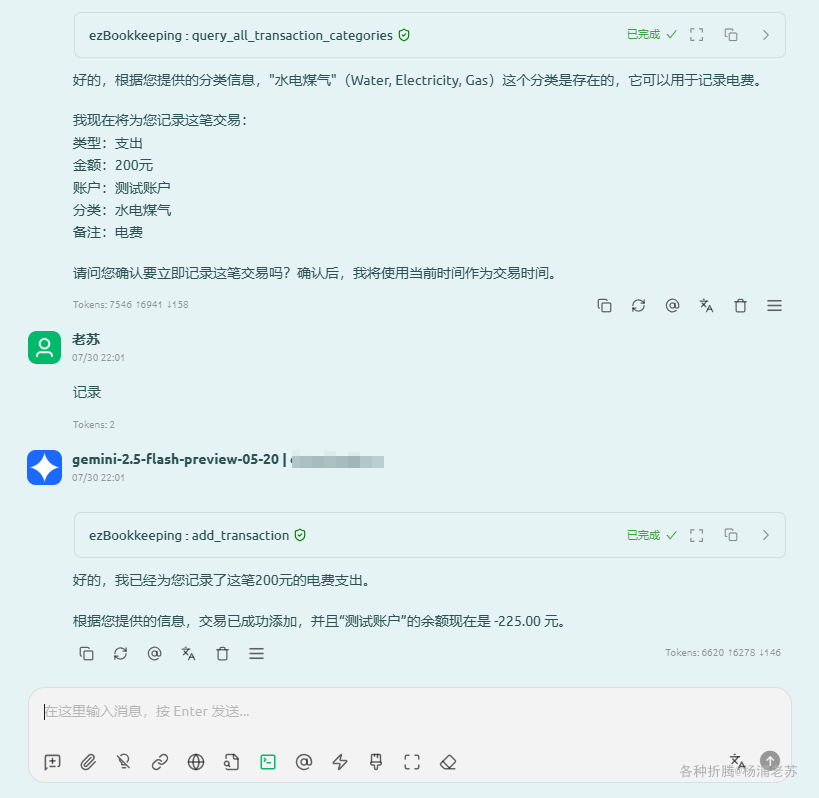 ezBookkeeping : query_all_transaction_categories 已完成
好的，根据您提供的分类信息，"水电煤气"（Water, Electricity, Gas）这个分类是存在的，它可以用于记录电费。
我现在将为您记录这笔交易：
类型：支出
金额：200元
账户：测试账户
分类：水电煤气
备注：电费
请问您确认要立即记录这笔交易吗？确认后，我将使用当前时间作为交易时间。
Tokens: 7546 ↑6941 ↓158
老苏
07/30 22:01
记录
Tokens: 2
gemini-2.5-flash-preview-05-20 |
07/30 22:01
ezBookkeeping : add_transaction 已完成
好的，我已经为您记录了这笔200元的电费支出。
根据您提供的信息，交易已成功添加，并且“测试账户”的余额现在是 -225.00 元。
Tokens: 6620 ↑6278 ↓146
在这里输入消息，按 Enter 发送...
各种折腾@杨浦老苏